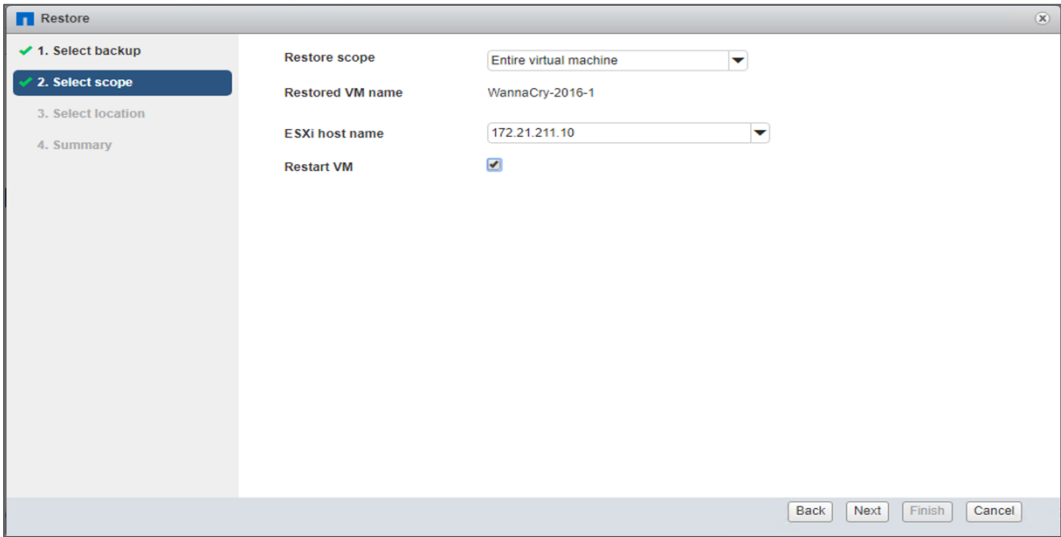 Restore
1. Select backup
2. Select scope
3. Select location
4. Summary
Restore scope Entire virtual machine
Restored VM name WannaCry-2016-1
ESXi host name 172.21.211.10
Restart VM
Back Next Finish Cancel